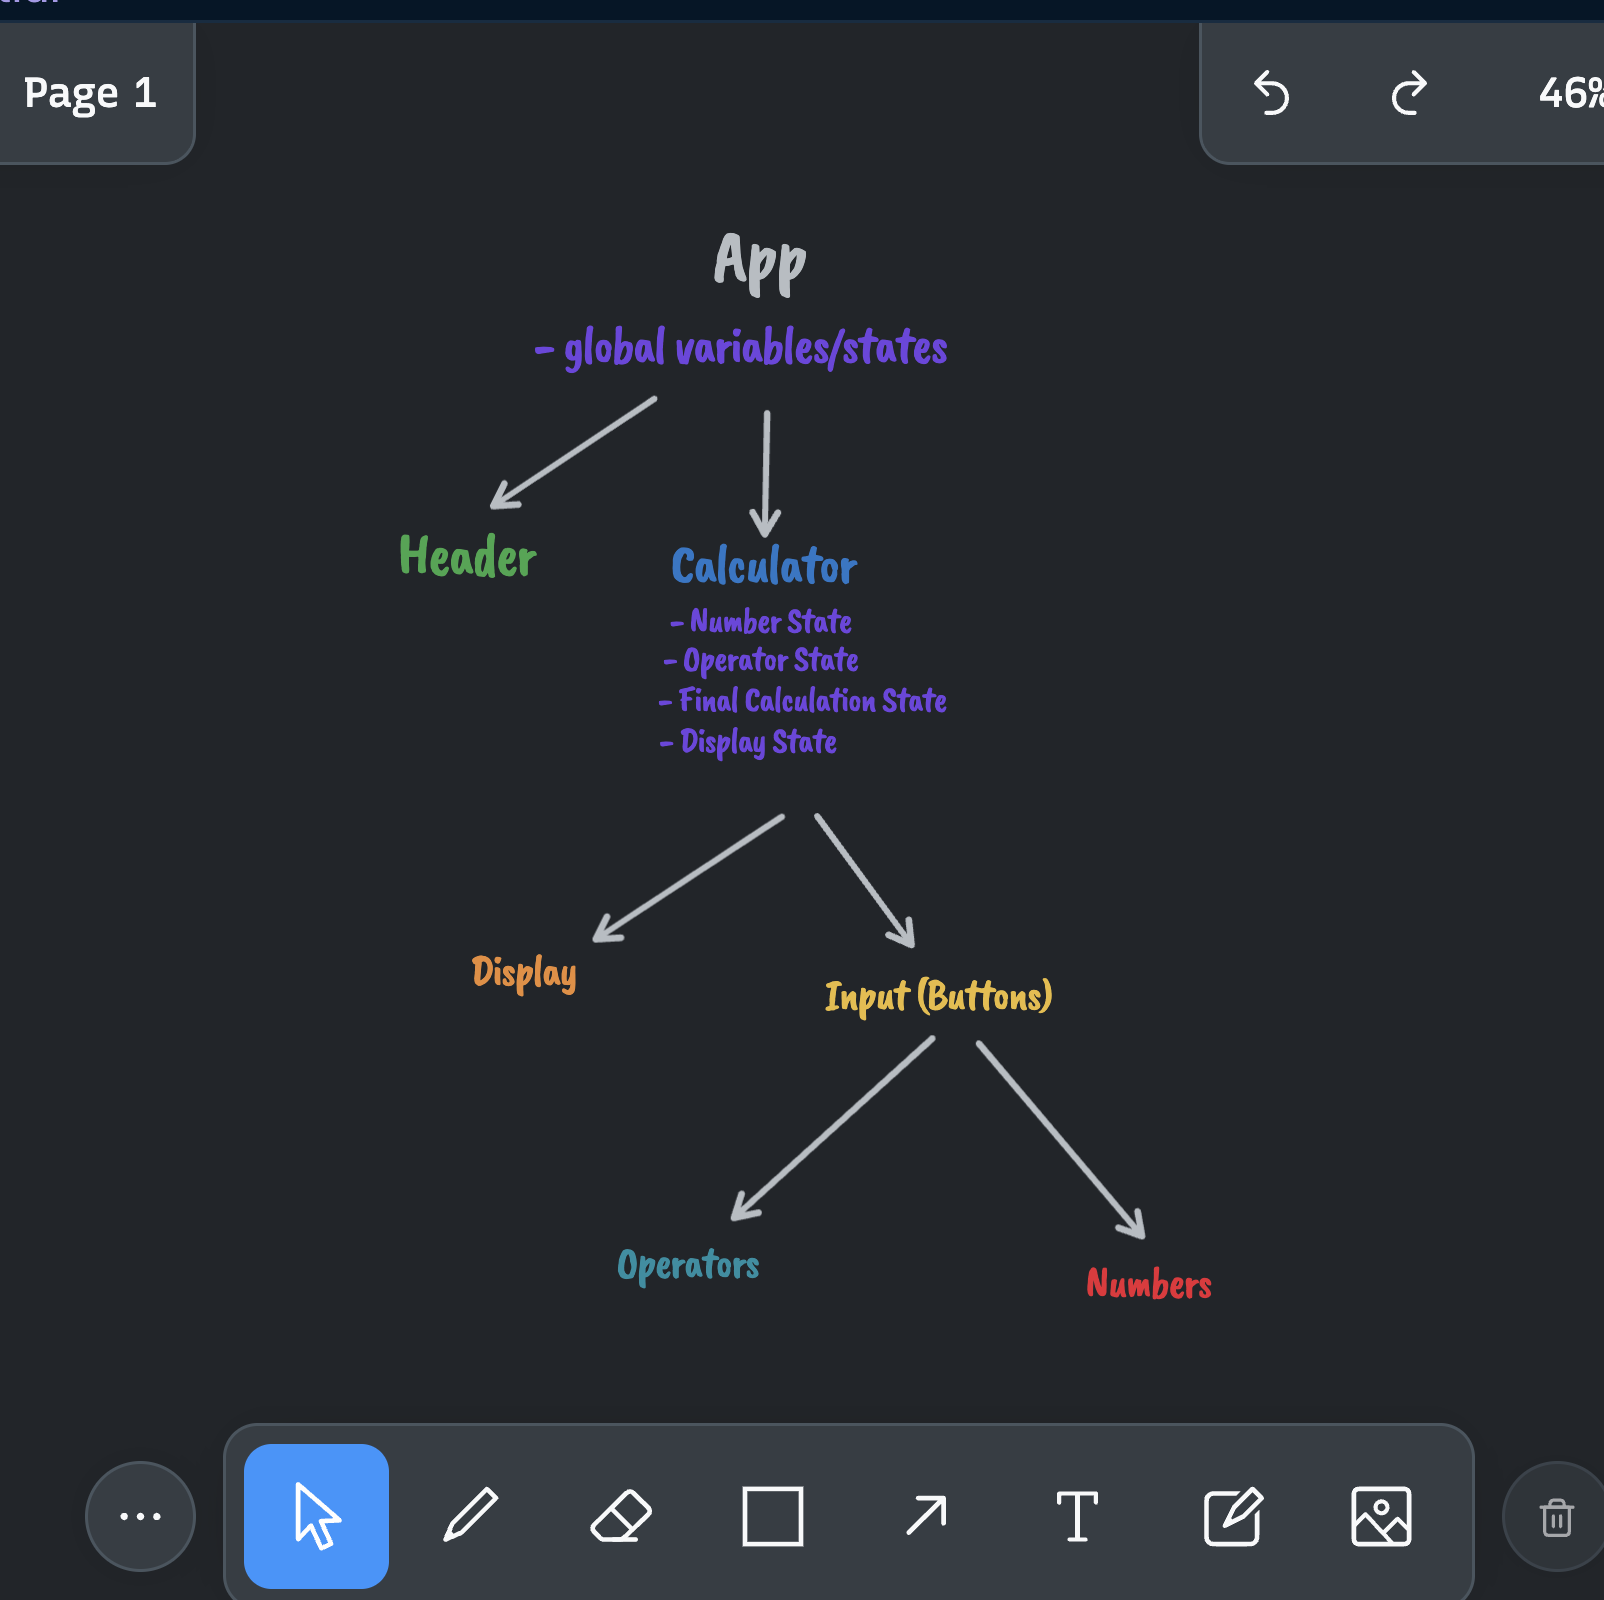 Page 1
46%
App
- global variables/states
Header
Calculator
- Number State
- Operator State
- Final Calculation State
- Display State
Display
Input (Buttons)
Operators
Numbers